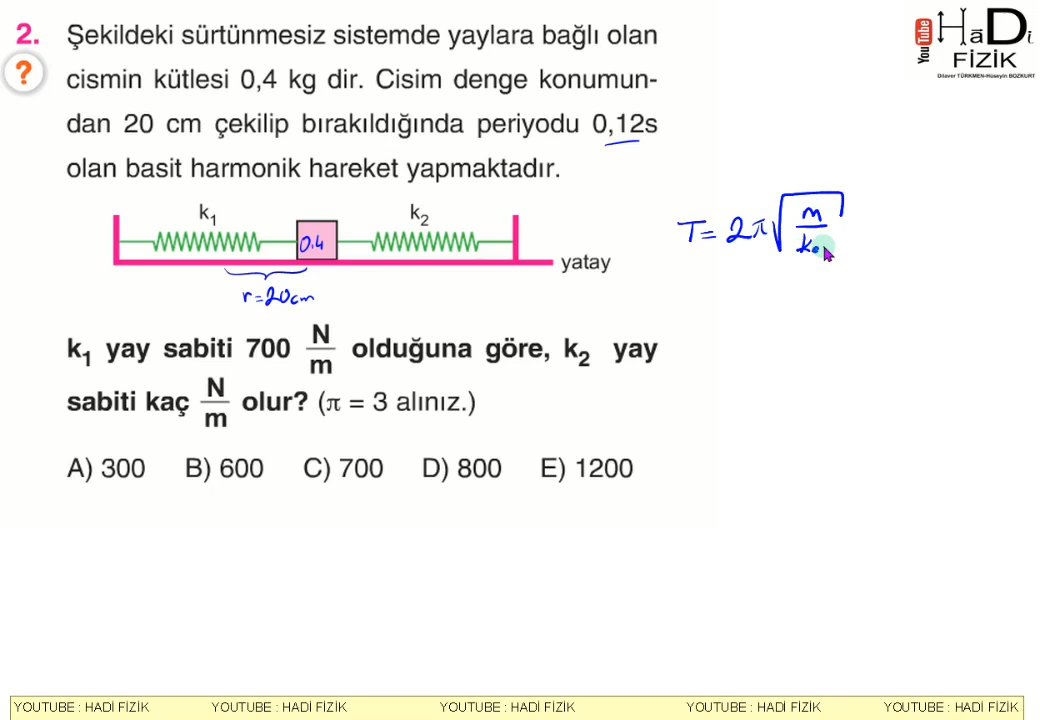 2. Şekildeki sürtünmesiz sistemde yaylara bağlı olan
? cismin kütlesi 0,4 kg dir. Cisim denge konumun-
dan 20 cm çekilip bırakıldığında periyodu 0,12s
olan basit harmonik hareket yapmaktadır.
k₁ k₂
0.4
yatay
r=20cm
T= 2π√(m/k
k₁ yay sabiti 700 N/m olduğuna göre, k₂ yay
sabiti kaç N/m olur? (π = 3 alınız.)
A) 300 B) 600 C) 700 D) 800 E) 1200
YouTube HāDi
FİZİK
Dilaver TÜRKMEN-Hüseyin BOZKURT
YOUTUBE : HADİ FİZİK YOUTUBE : HADİ FİZİK YOUTUBE : HADİ FİZİK YOUTUBE : HADİ FİZİK YOUTUBE : HADİ FİZİK